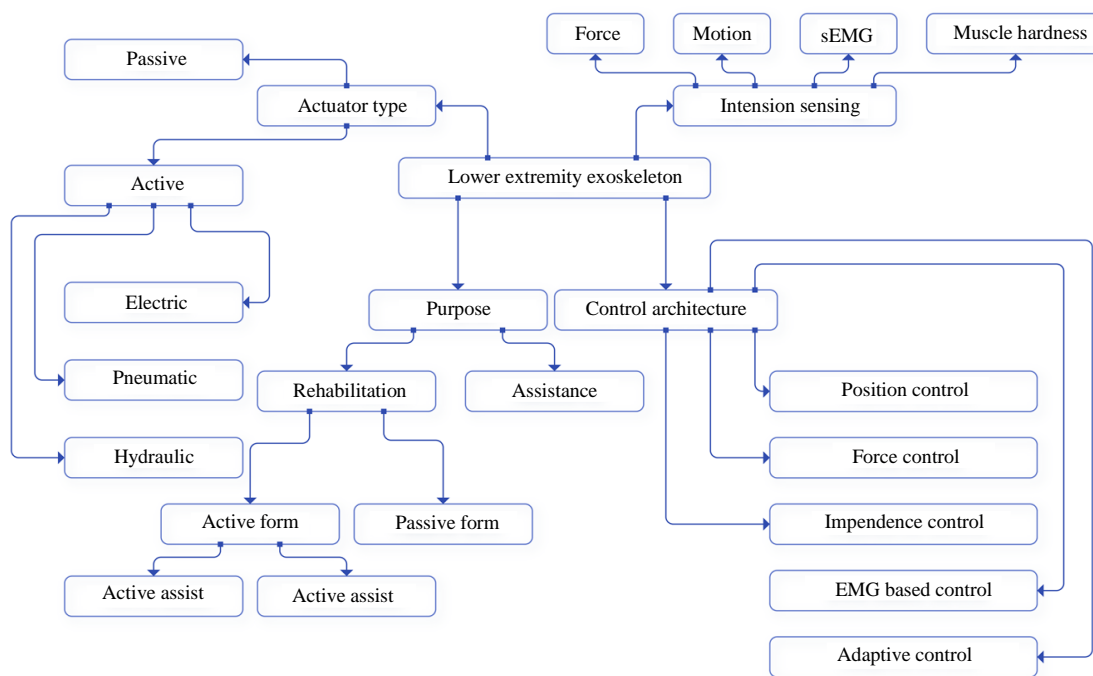 Force
Motion
sEMG
Muscle hardness
Passive
Actuator type
Intension sensing
Lower extremity exoskeleton
Active
Electric
Purpose
Control architecture
Pneumatic
Rehabilitation
Assistance
Position control
Hydraulic
Force control
Active form
Passive form
Impendence control
Active assist
Active assist
EMG based control
Adaptive control